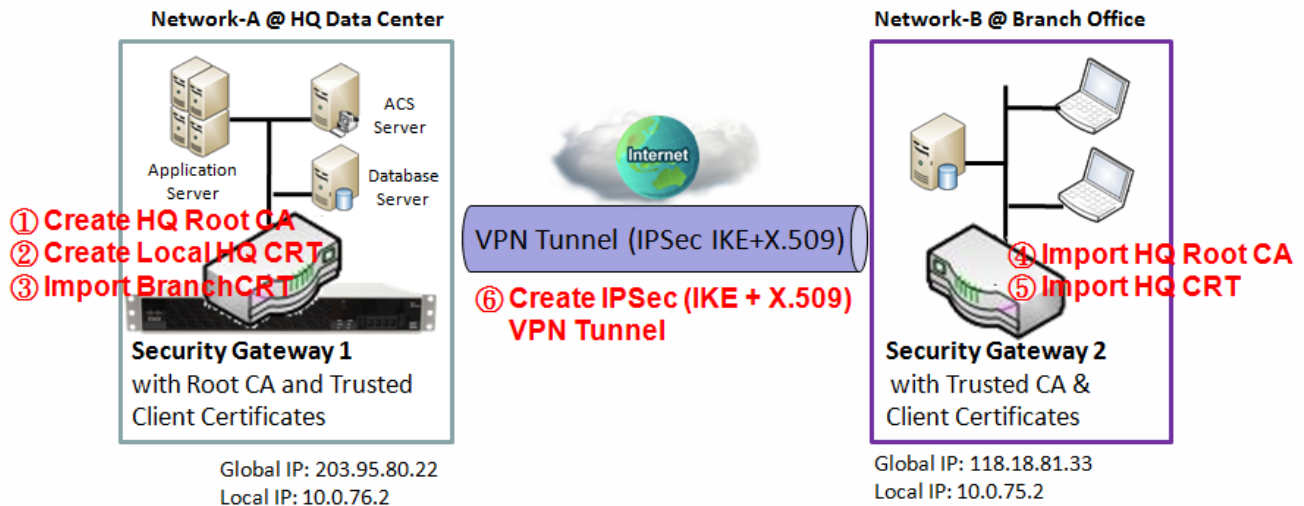 Network-A @ HQ Data Center
Network-B @ Branch Office
ACS
Server
Application
Server
Database
Server
Internet
① Create HQ Root CA
② Create Local HQ CRT
③ Import BranchCRT
VPN Tunnel (IPSec IKE+X.509)
④ Import HQ Root CA
⑤ Import HQ CRT
⑥ Create IPSec (IKE + X.509)
VPN Tunnel
Security Gateway 1
with Root CA and Trusted
Client Certificates
Security Gateway 2
with Trusted CA &
Client Certificates
Global IP: 203.95.80.22
Local IP: 10.0.76.2
Global IP: 118.18.81.33
Local IP: 10.0.75.2